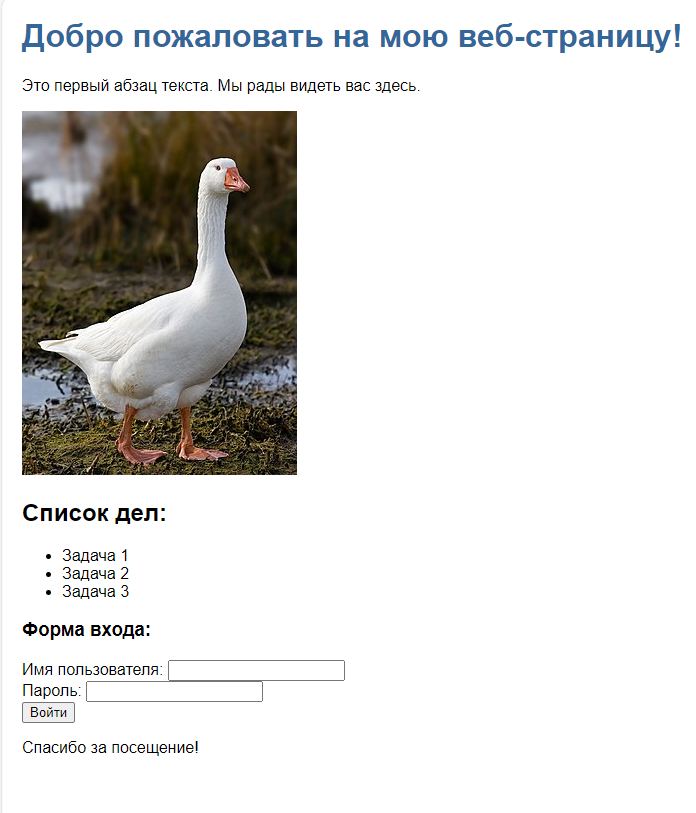 Добро пожаловать на мою веб-страницу!
Это первый абзац текста. Мы рады видеть вас здесь.
Список дел:
Задача 1
Задача 2
Задача 3
Форма входа:
Имя пользователя:
Пароль:
Войти
Спасибо за посещение!